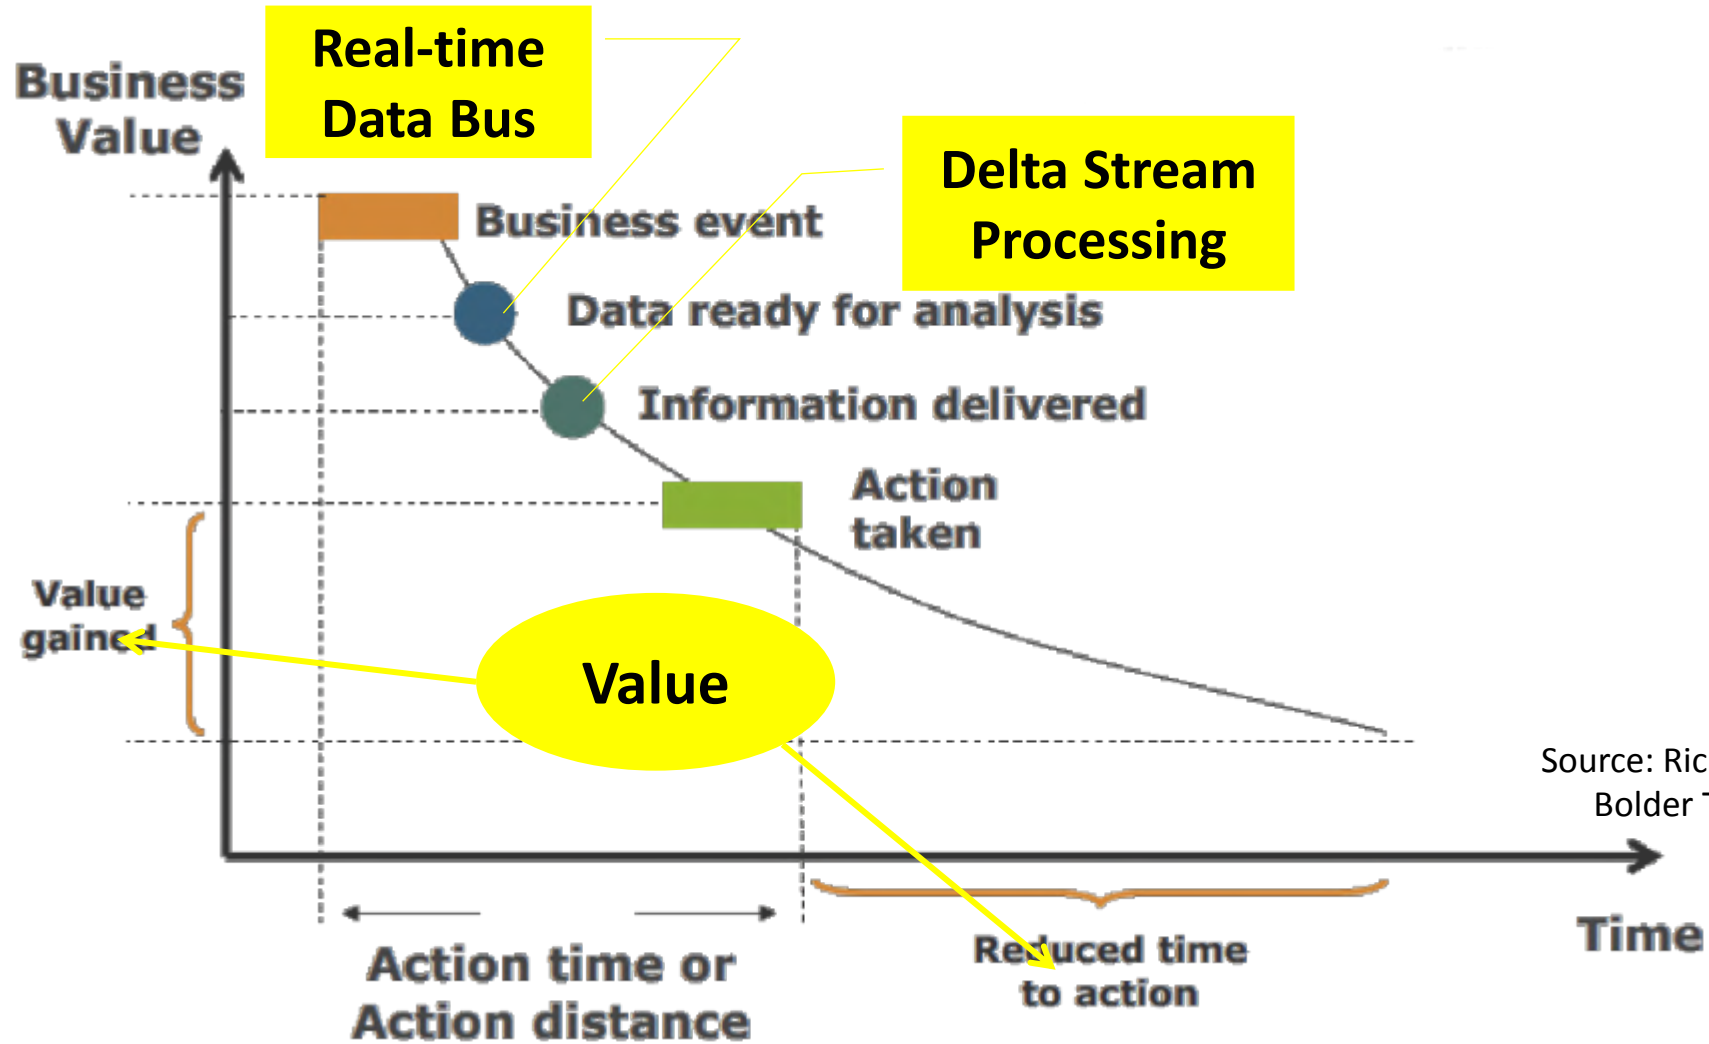 Real-time
Data Bus
Business
Value
Delta Stream
Processing
Business event
Data ready for analysis
Information delivered
Action
taken
Value
gained
Value
Source:
Bolder
Time
Action time or
Action distance
Reduced time
to action